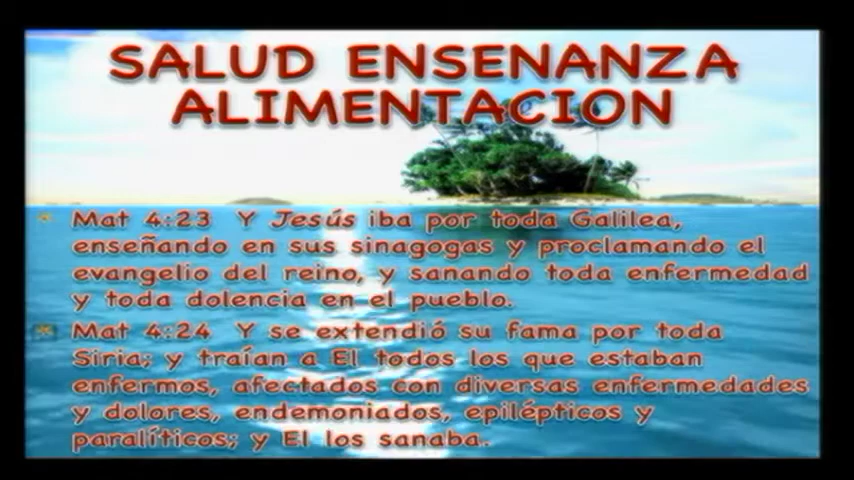 SALUD ENSENANZA
ALIMENTACION
Mat 4:23 Y Jesús iba por toda Galilea,
enseñando en sus sinagogas y proclamando el
evangelio del reino, y sanando toda enfermedad
y toda dolencia en el pueblo.
Mat 4:24 Y se extendió su fama por toda
Siria; y traían a El todos los que estaban
enfermos, afectados con diversas enfermedades
y dolores, endemoniados, epilépticos y
paralíticos; y El los sanaba.